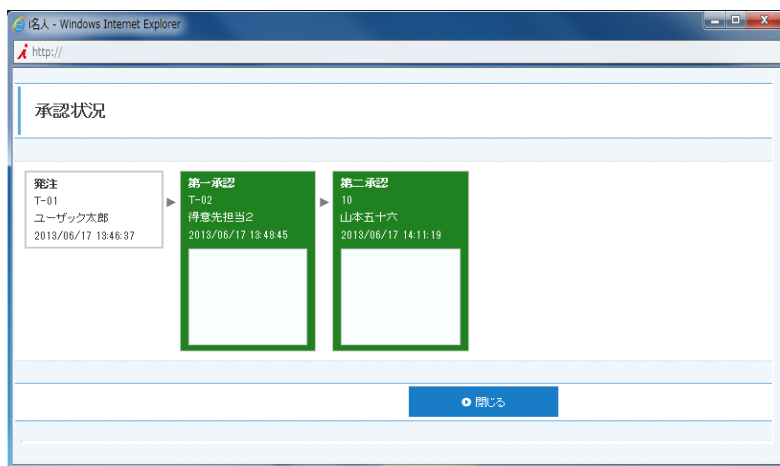 i名人 - Windows Internet Explorer
http://
承認状況
発注
T-01
ユーザック太郎
2013/06/17 13:46:37
第一承認
T-02
得意先担当2
2013/06/17 13:48:45
第二承認
10
山本五十六
2013/06/17 14:11:19
閉じる